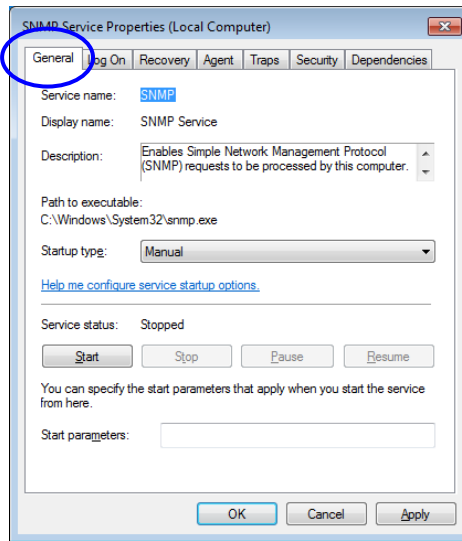 SNMP Service Properties (Local Computer)
General Log On Recovery Agent Traps Security Dependencies
Service name: SNMP
Display name: SNMP Service
Description: Enables Simple Network Management Protocol
(SNMP) requests to be processed by this computer.
Path to executable:
C:\Windows\System32\snmp.exe
Startup type: Manual
Help me configure service startup options.
Service status: Stopped
Start Stop Pause Resume
You can specify the start parameters that apply when you start the service
from here.
Start parameters:
OK Cancel Apply